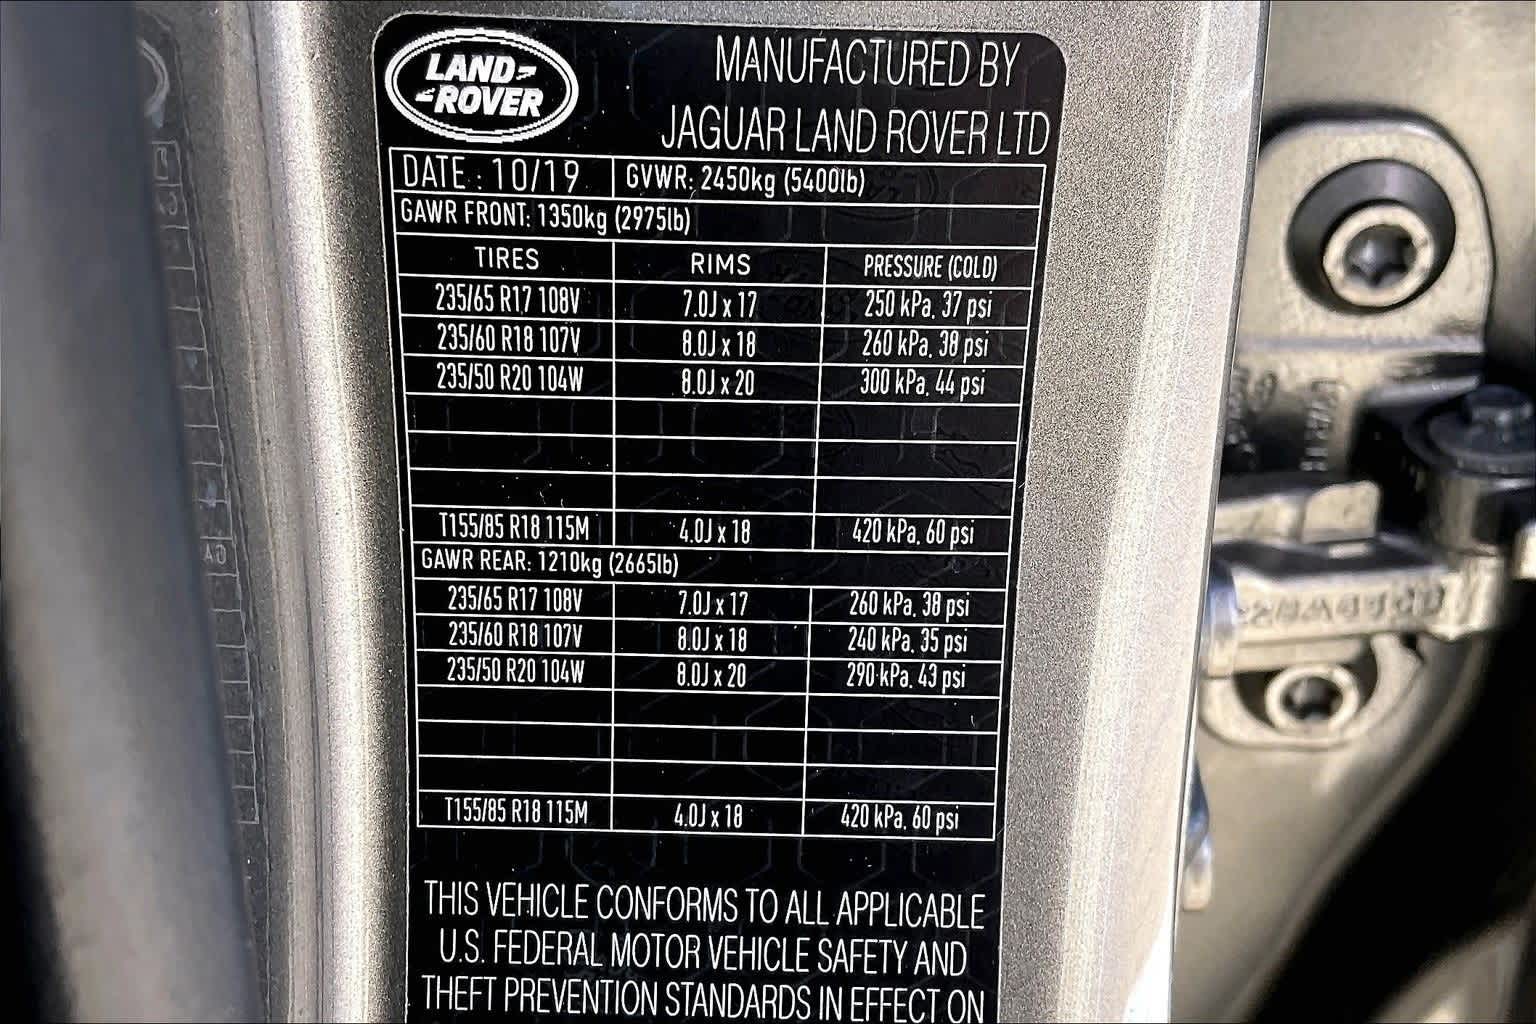 LAND ROVER
MANUFACTURED BY
JAGUAR LAND ROVER LTD
DATE : 10/19 GVWR: 2450kg (5400lb)
GAWR FRONT: 1350kg (2975lb)
TIRES RIMS PRESSURE (COLD)
235/65 R17 108V 7.0J x 17 250 kPa, 37 psi
235/60 R18 107V 8.0J x 18 260 kPa, 38 psi
235/50 R20 104W 8.0J x 20 300 kPa, 44 psi
T155/85 R18 115M 4.0J x 18 420 kPa, 60 psi
GAWR REAR: 1210kg (2665lb)
235/65 R17 108V 7.0J x 17 260 kPa, 38 psi
235/60 R18 107V 8.0J x 18 240 kPa, 35 psi
235/50 R20 104W 8.0J x 20 290 kPa, 43 psi
T155/85 R18 115M 4.0J x 18 420 kPa, 60 psi
THIS VEHICLE CONFORMS TO ALL APPLICABLE
U.S. FEDERAL MOTOR VEHICLE SAFETY AND
THEFT PREVENTION STANDARDS IN EFFECT ON